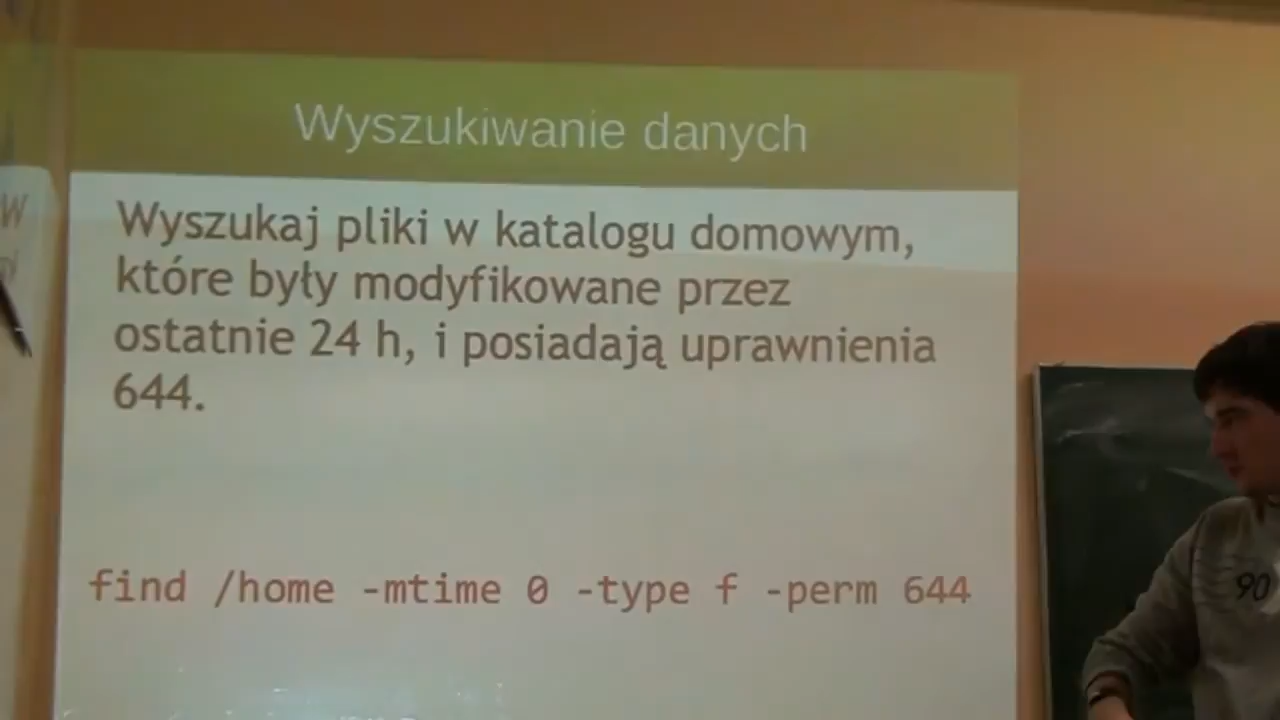 Wyszukiwanie danych
Wyszukaj pliki w katalogu domowym,
które były modyfikowane przez
ostatnie 24 h, i posiadają uprawnienia
644.
find /home -mtime 0 -type f -perm 644
W
90